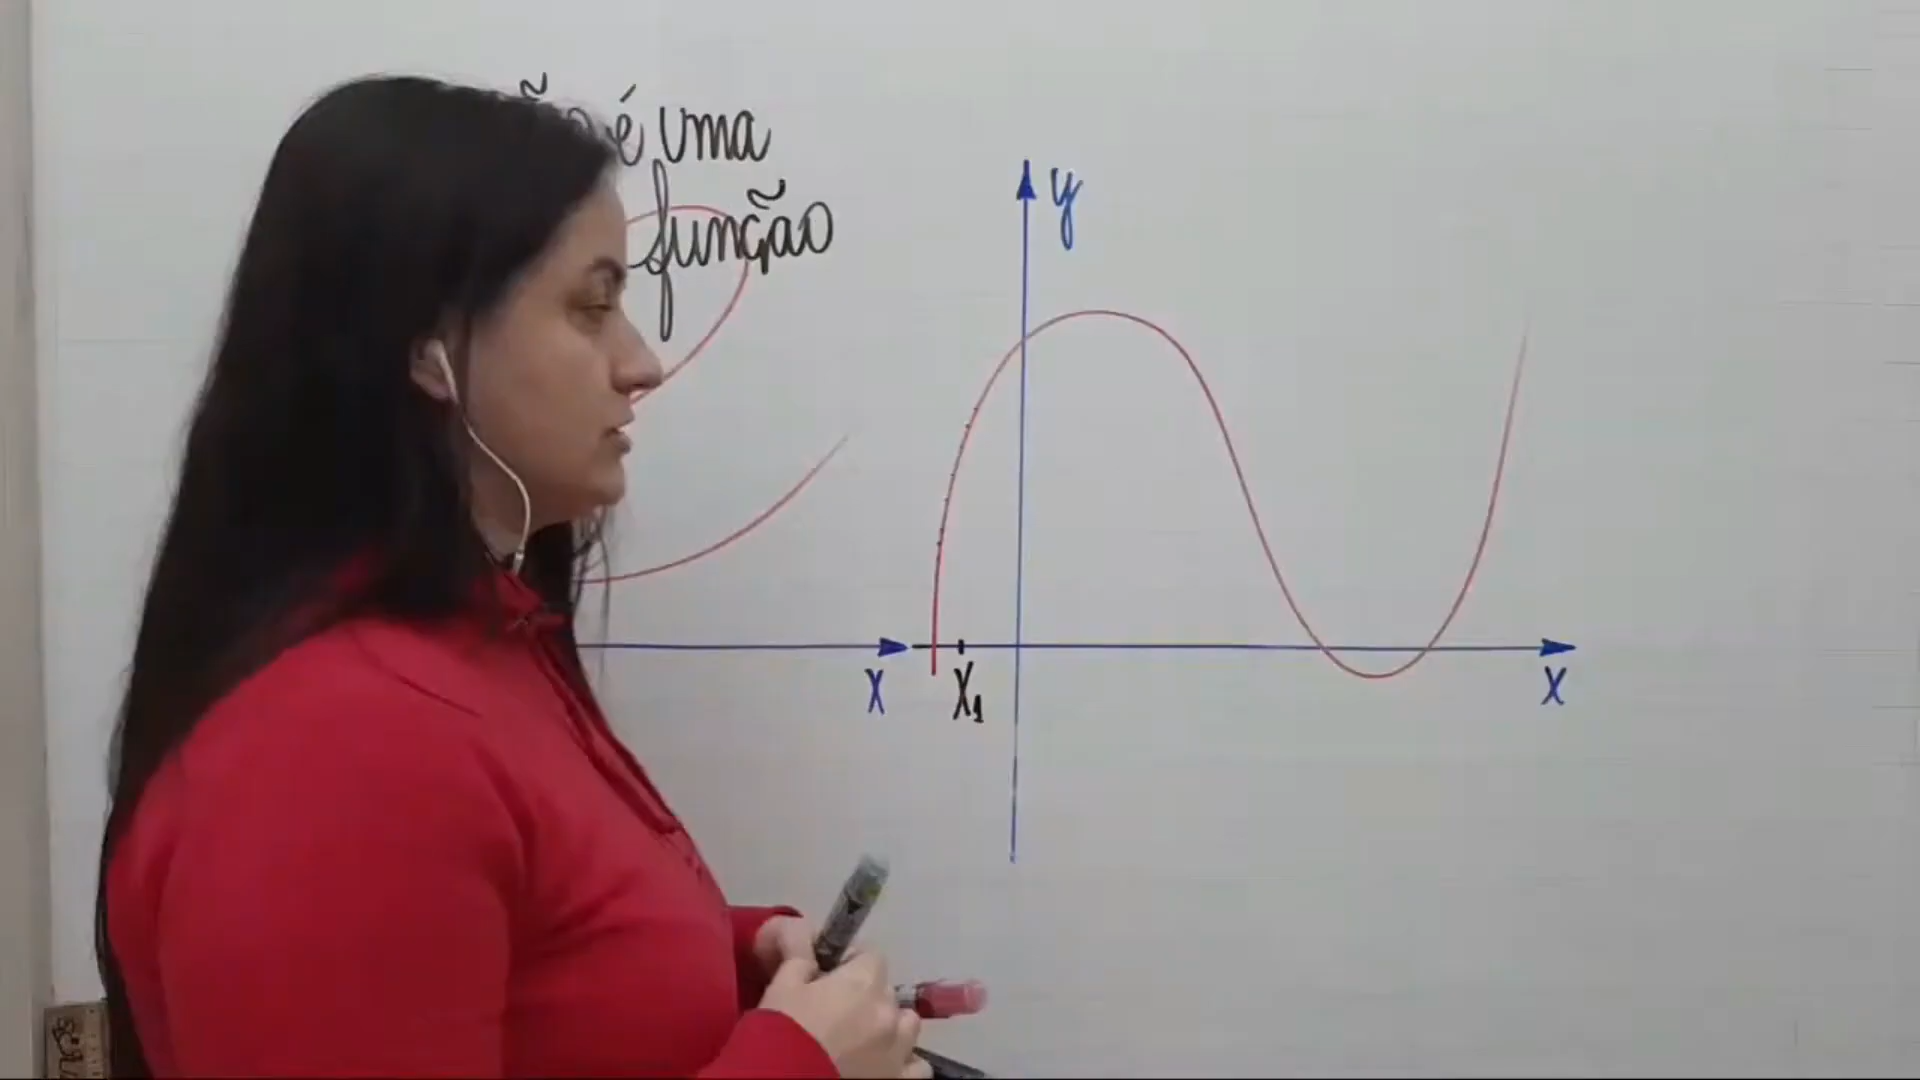 é uma
função
y
X
X₁
X